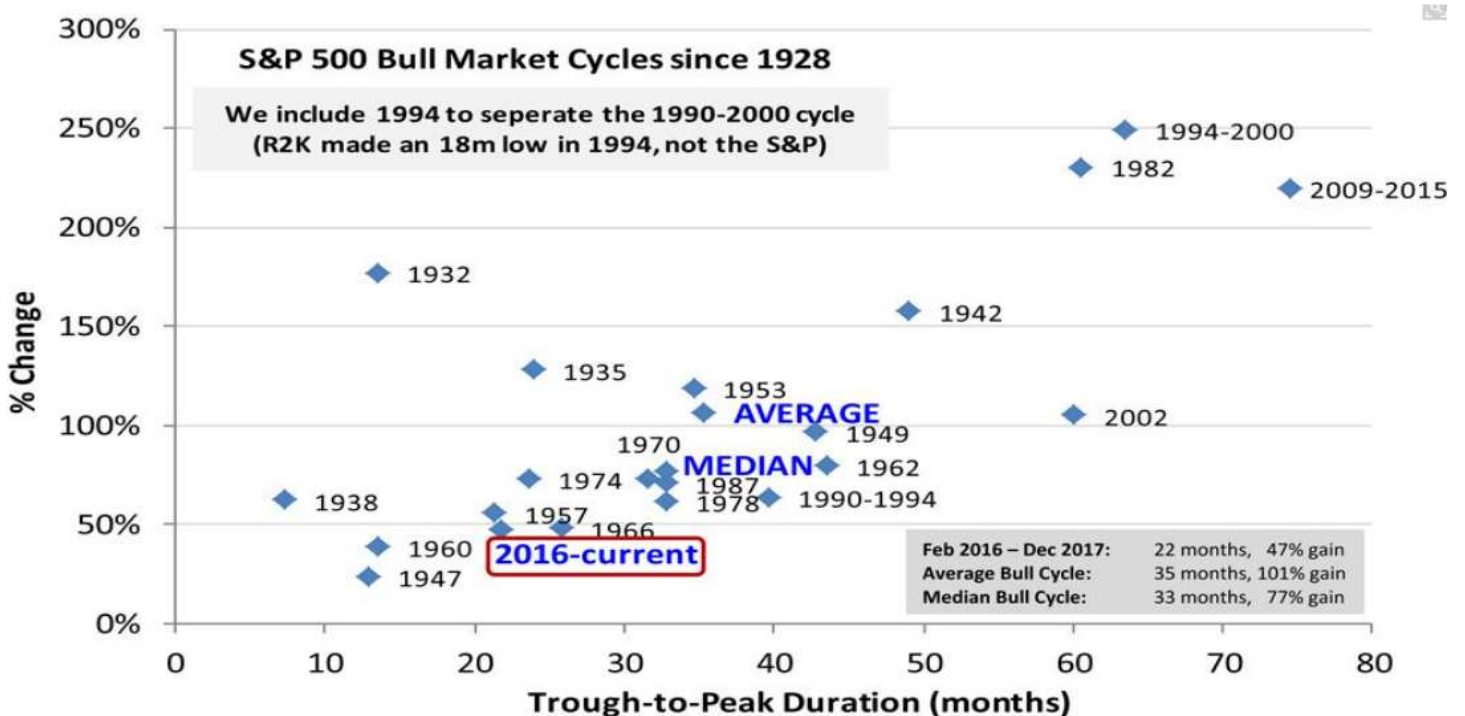 S&P 500 Bull Market Cycles since 1928
We include 1994 to seperate the 1990-2000 cycle
(R2K made an 18m low in 1994, not the S&P)
% Change
300%
250%
200%
150%
100%
50%
0%
1994-2000
1982
2009-2015
1932
1942
1935
1953
AVERAGE
2002
1949
1970
MEDIAN
1962
1974
1987
1938
1978
1990-1994
1957
1966
1960
2016-current
1947
Feb 2016 – Dec 2017: 22 months, 47% gain
Average Bull Cycle: 35 months, 101% gain
Median Bull Cycle: 33 months, 77% gain
0 10 20 30 40 50 60 70 80
Trough-to-Peak Duration (months)